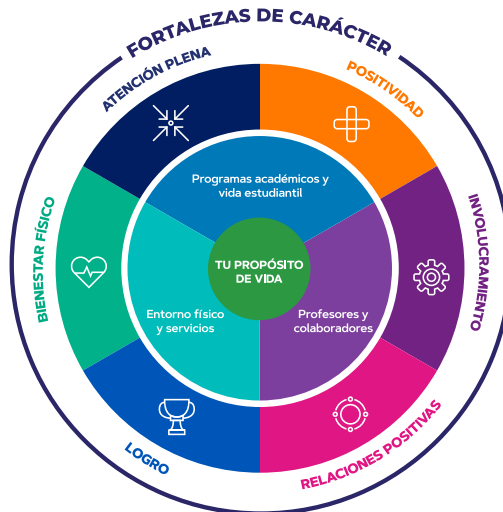 FORTALEZAS DE CARÁCTER
ATENCIÓN PLENA
POSITIVIDAD
BIENESTAR FÍSICO
INVOLUCRAMIENTO
Programas académicos y
vida estudiantil
TU PROPÓSITO
DE VIDA
Entorno físico
y servicios
Profesores y
colaboradores
LOGRO
RELACIONES POSITIVAS